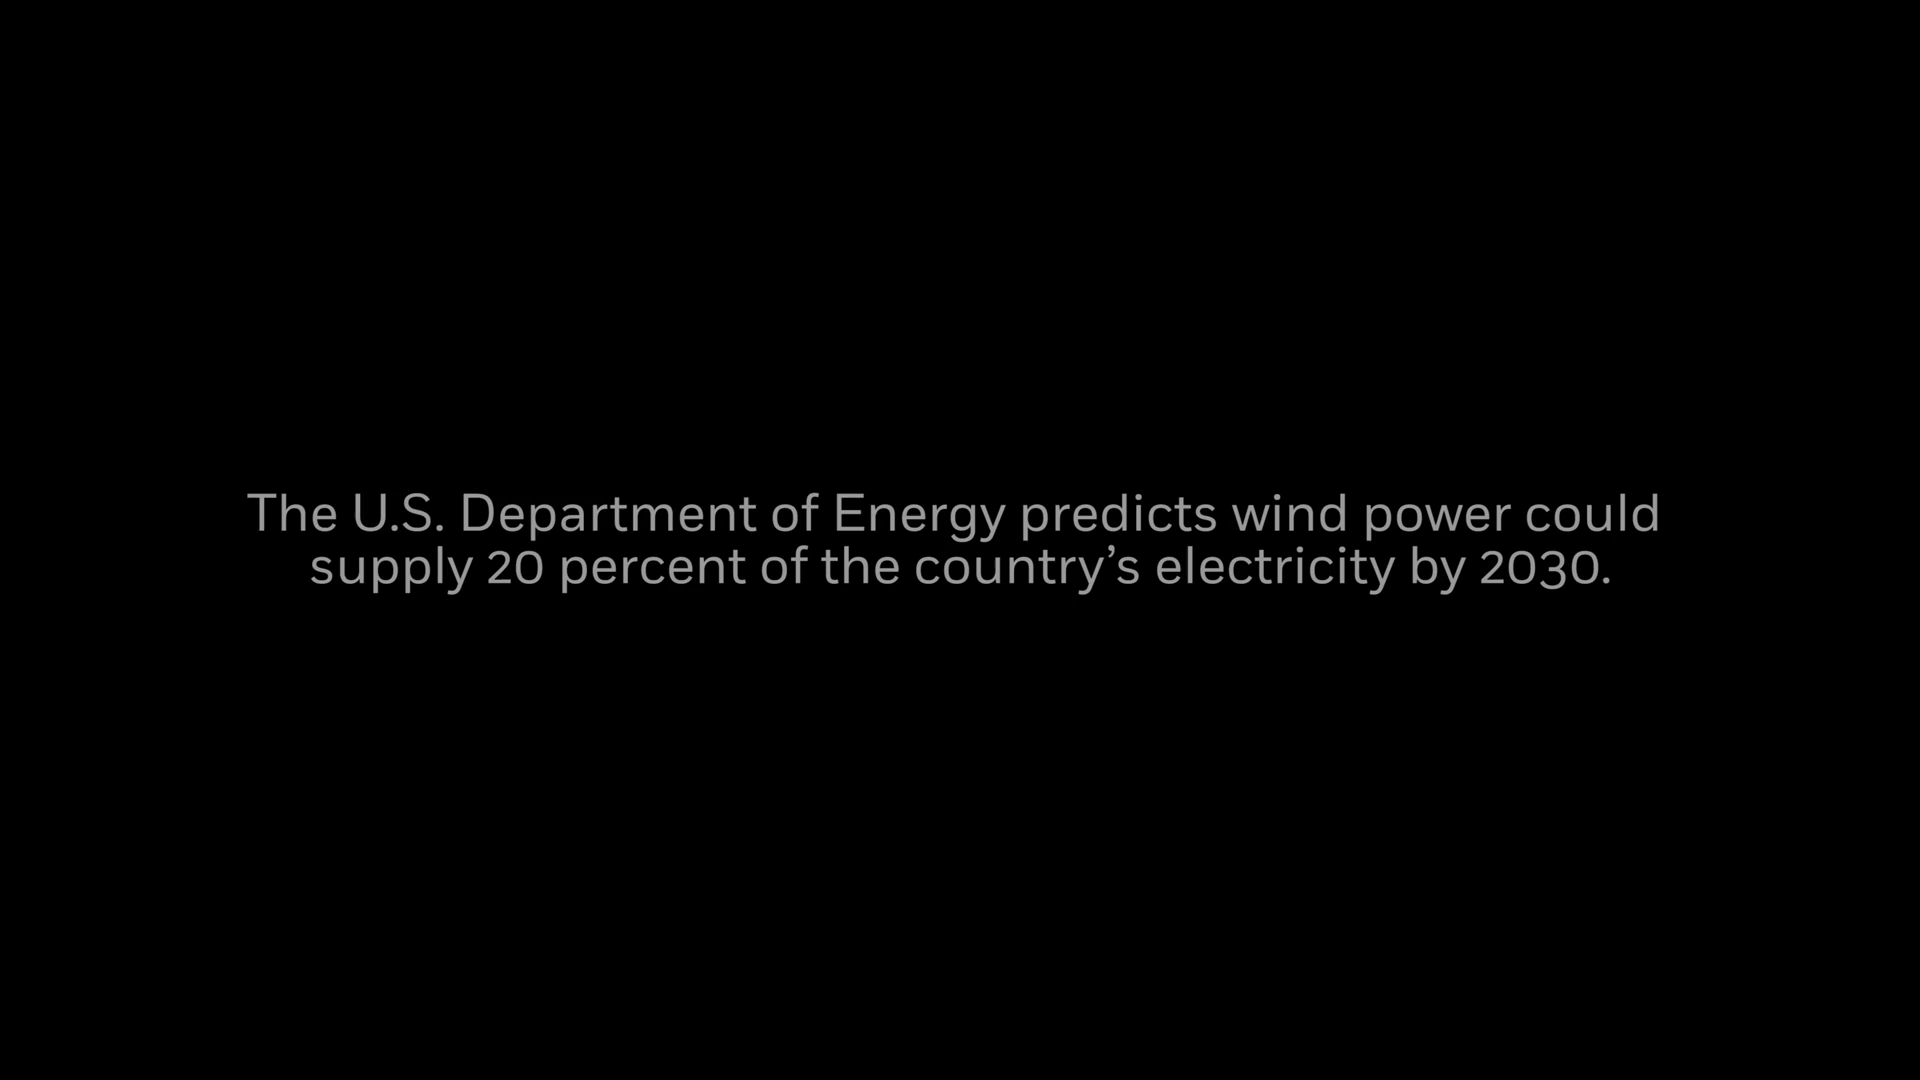 The U.S. Department of Energy predicts wind power could
supply 20 percent of the country’s electricity by 2030.